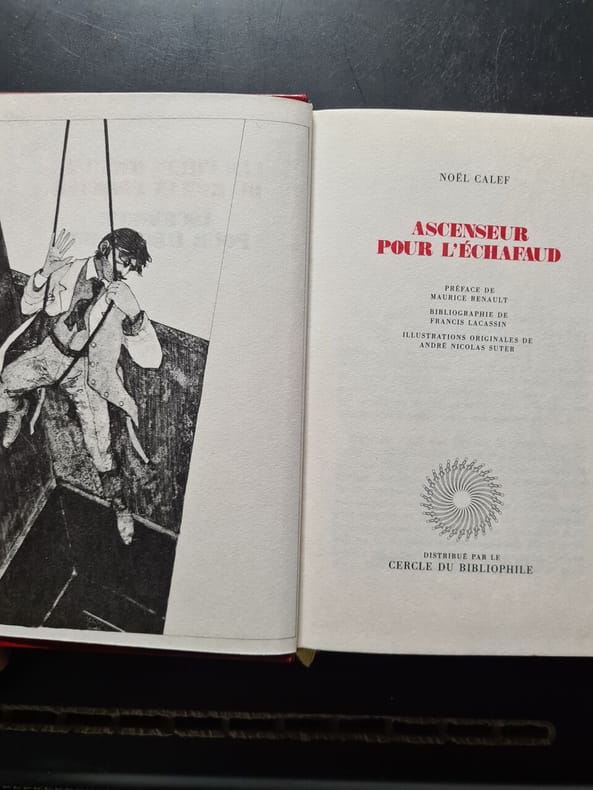 NOËL CALEF
ASCENSEUR
POUR L'ÉCHAFAUD
PRÉFACE DE
MAURICE RENAULT
BIBLIOGRAPHIE DE
FRANCIS LACASSIN
ILLUSTRATIONS ORIGINALES DE
ANDRÉ NICOLAS SUTER
DISTRIBUÉ PAR LE
CERCLE DU BIBLIOPHILE